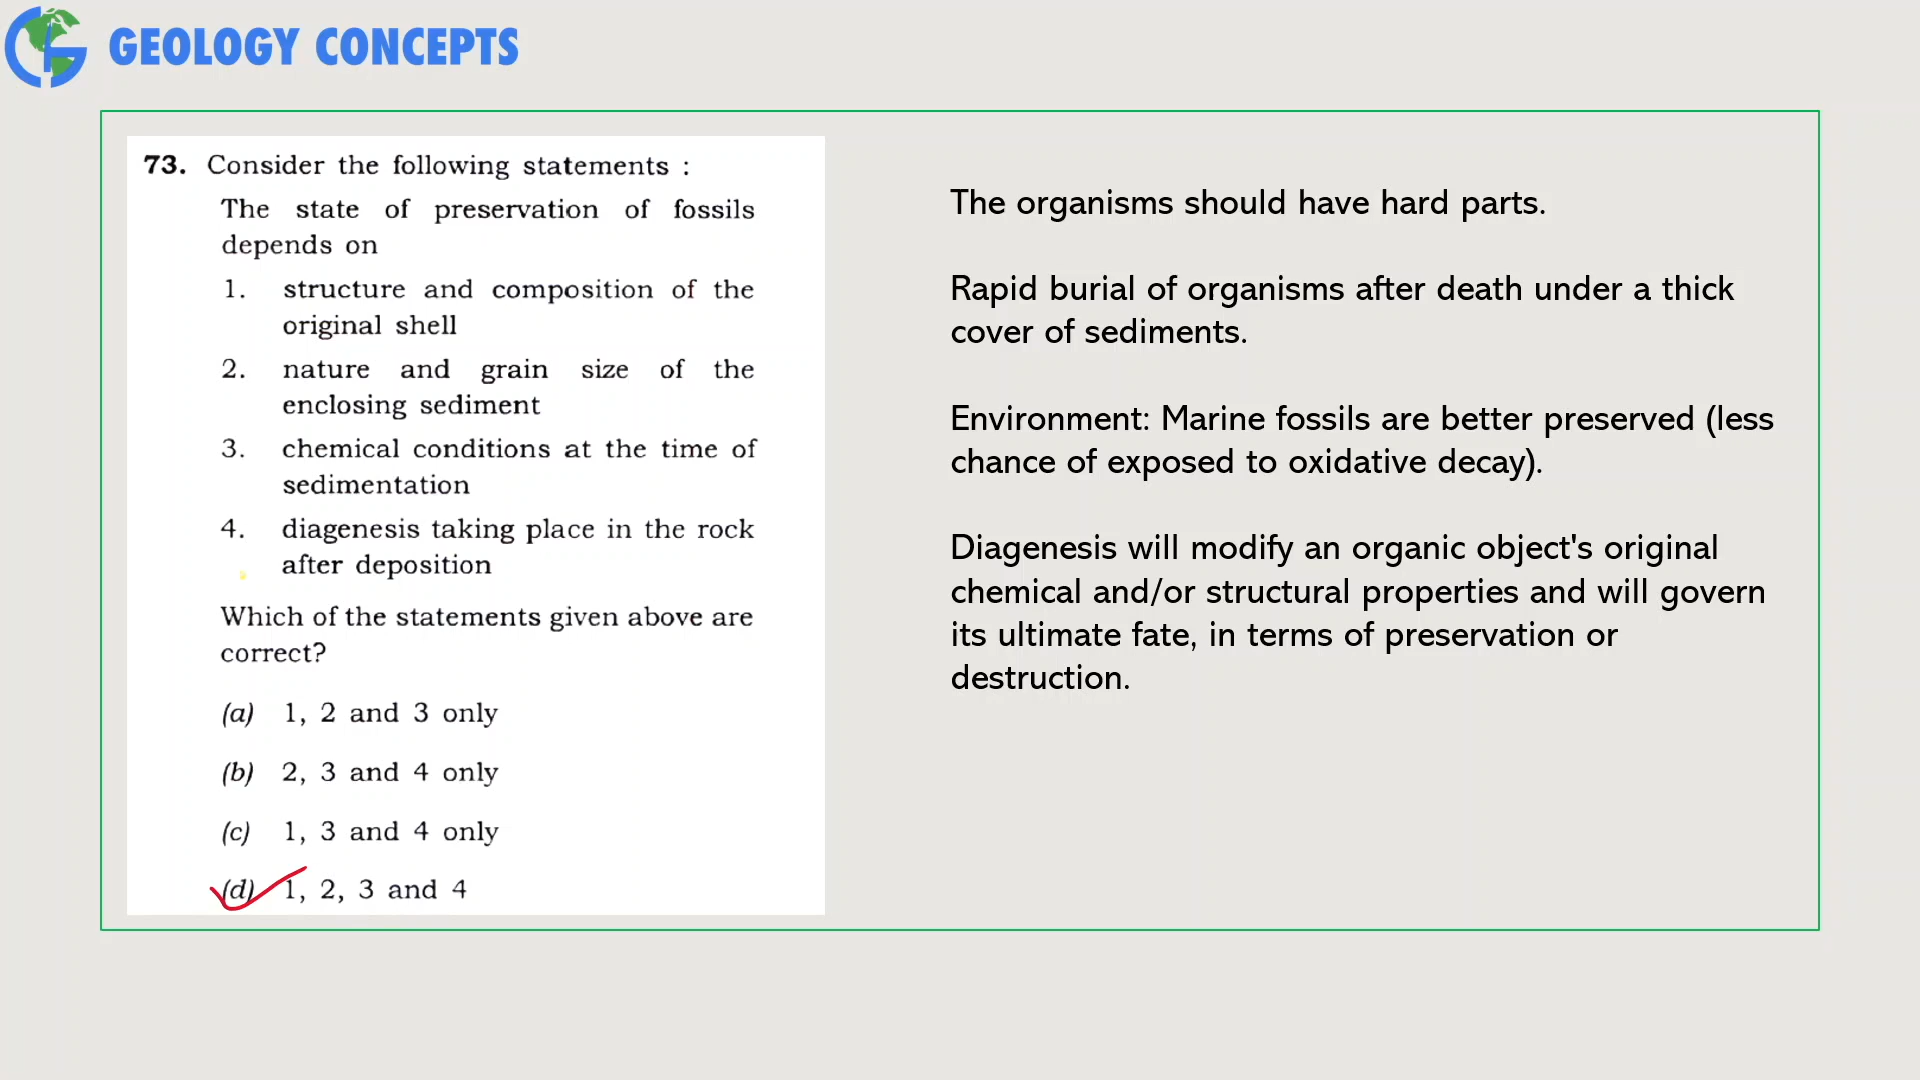 GEOLOGY CONCEPTS
73. Consider the following statements :
The state of preservation of fossils
depends on
1. structure and composition of the
original shell
2. nature and grain size of the
enclosing sediment
3. chemical conditions at the time of
sedimentation
4. diagenesis taking place in the rock
after deposition
Which of the statements given above are
correct?
(a) 1, 2 and 3 only
(b) 2, 3 and 4 only
(c) 1, 3 and 4 only
(d) 1, 2, 3 and 4
The organisms should have hard parts.
Rapid burial of organisms after death under a thick
cover of sediments.
Environment: Marine fossils are better preserved (less
chance of exposed to oxidative decay).
Diagenesis will modify an organic object's original
chemical and/or structural properties and will govern
its ultimate fate, in terms of preservation or
destruction.